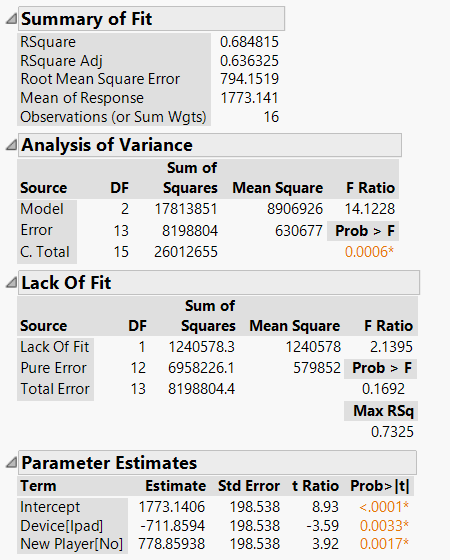 Summary of Fit
RSquare 0.684815
RSquare Adj 0.636325
Root Mean Square Error 794.1519
Mean of Response 1773.141
Observations (or Sum Wgts) 16
Analysis of Variance
Sum of
Source DF Squares Mean Square F Ratio
Model 2 17813851 8906926 14.1228
Error 13 8198804 630677 Prob > F
C. Total 15 26012655 0.0006*
Lack Of Fit
Sum of
Source DF Squares Mean Square F Ratio
Lack Of Fit 1 1240578.3 1240578 2.1395
Pure Error 12 6958226.1 579852 Prob > F
Total Error 13 8198804.4 0.1692
Max RSq
0.7325
Parameter Estimates
Term Estimate Std Error t Ratio Prob>|t|
Intercept 1773.1406 198.538 8.93 <.0001*
Device[Ipad] -711.8594 198.538 -3.59 0.0033*
New Player[No] 778.85938 198.538 3.92 0.0017*